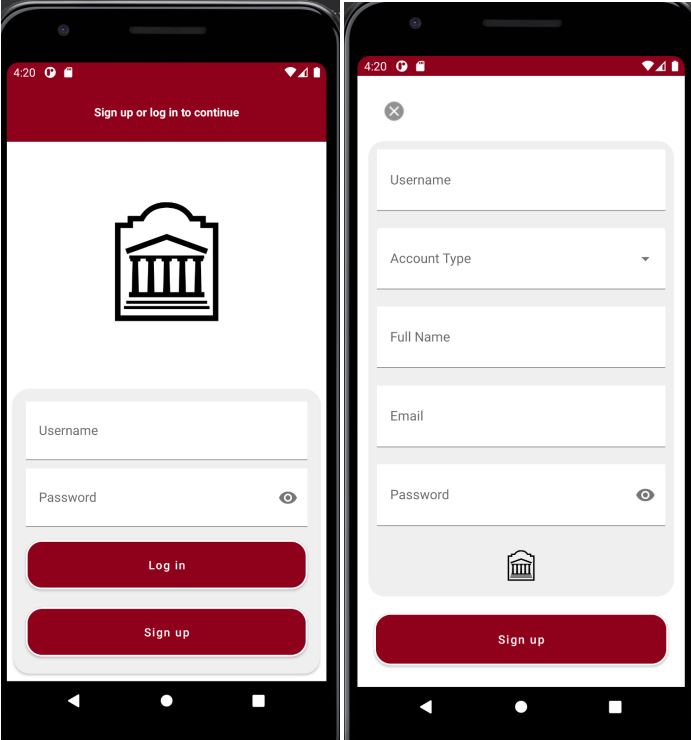 4:20
Sign up or log in to continue
Username
Password
Log in
Sign up
4:20
Username
Account Type
Full Name
Email
Password
Sign up